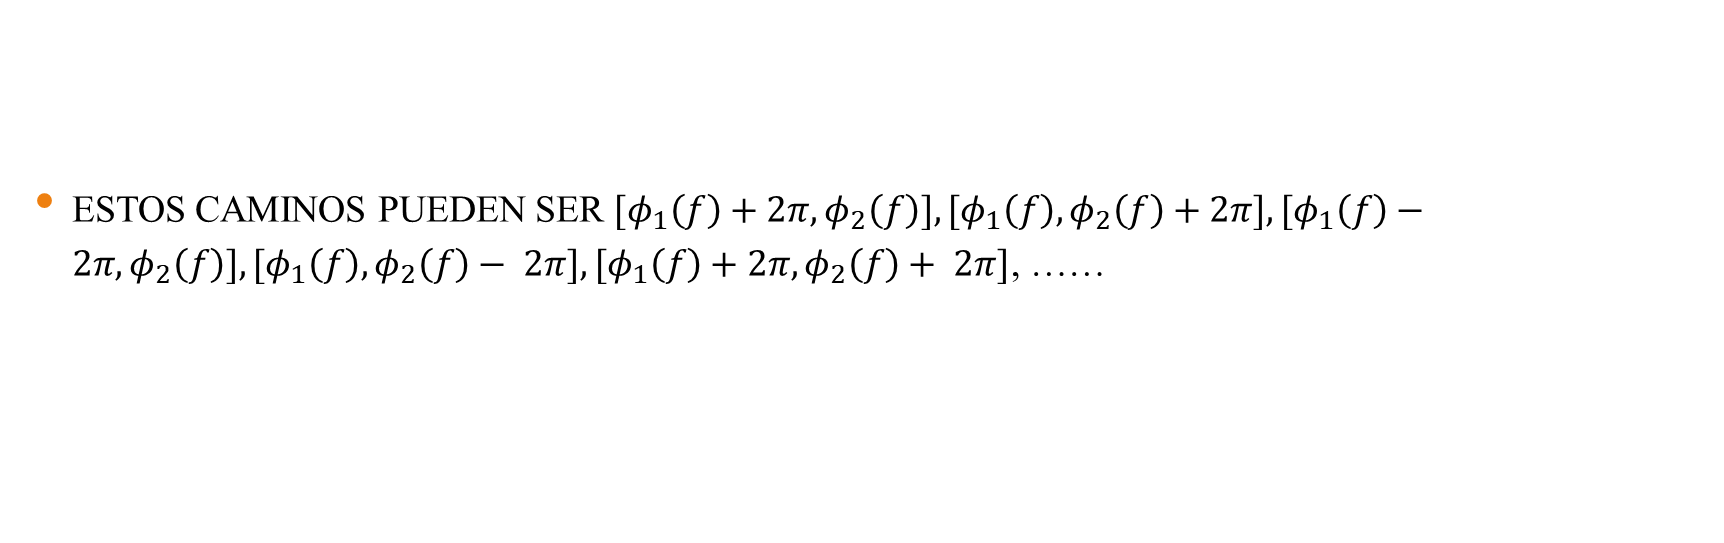 • ESTOS CAMINOS PUEDEN SER [𝜙₁(𝑓) + 2𝜋, 𝜙₂(𝑓)], [𝜙₁(𝑓), 𝜙₂(𝑓) + 2𝜋], [𝜙₁(𝑓) −
2𝜋, 𝜙₂(𝑓)], [𝜙₁(𝑓), 𝜙₂(𝑓) − 2𝜋], [𝜙₁(𝑓) + 2𝜋, 𝜙₂(𝑓) + 2𝜋], ……